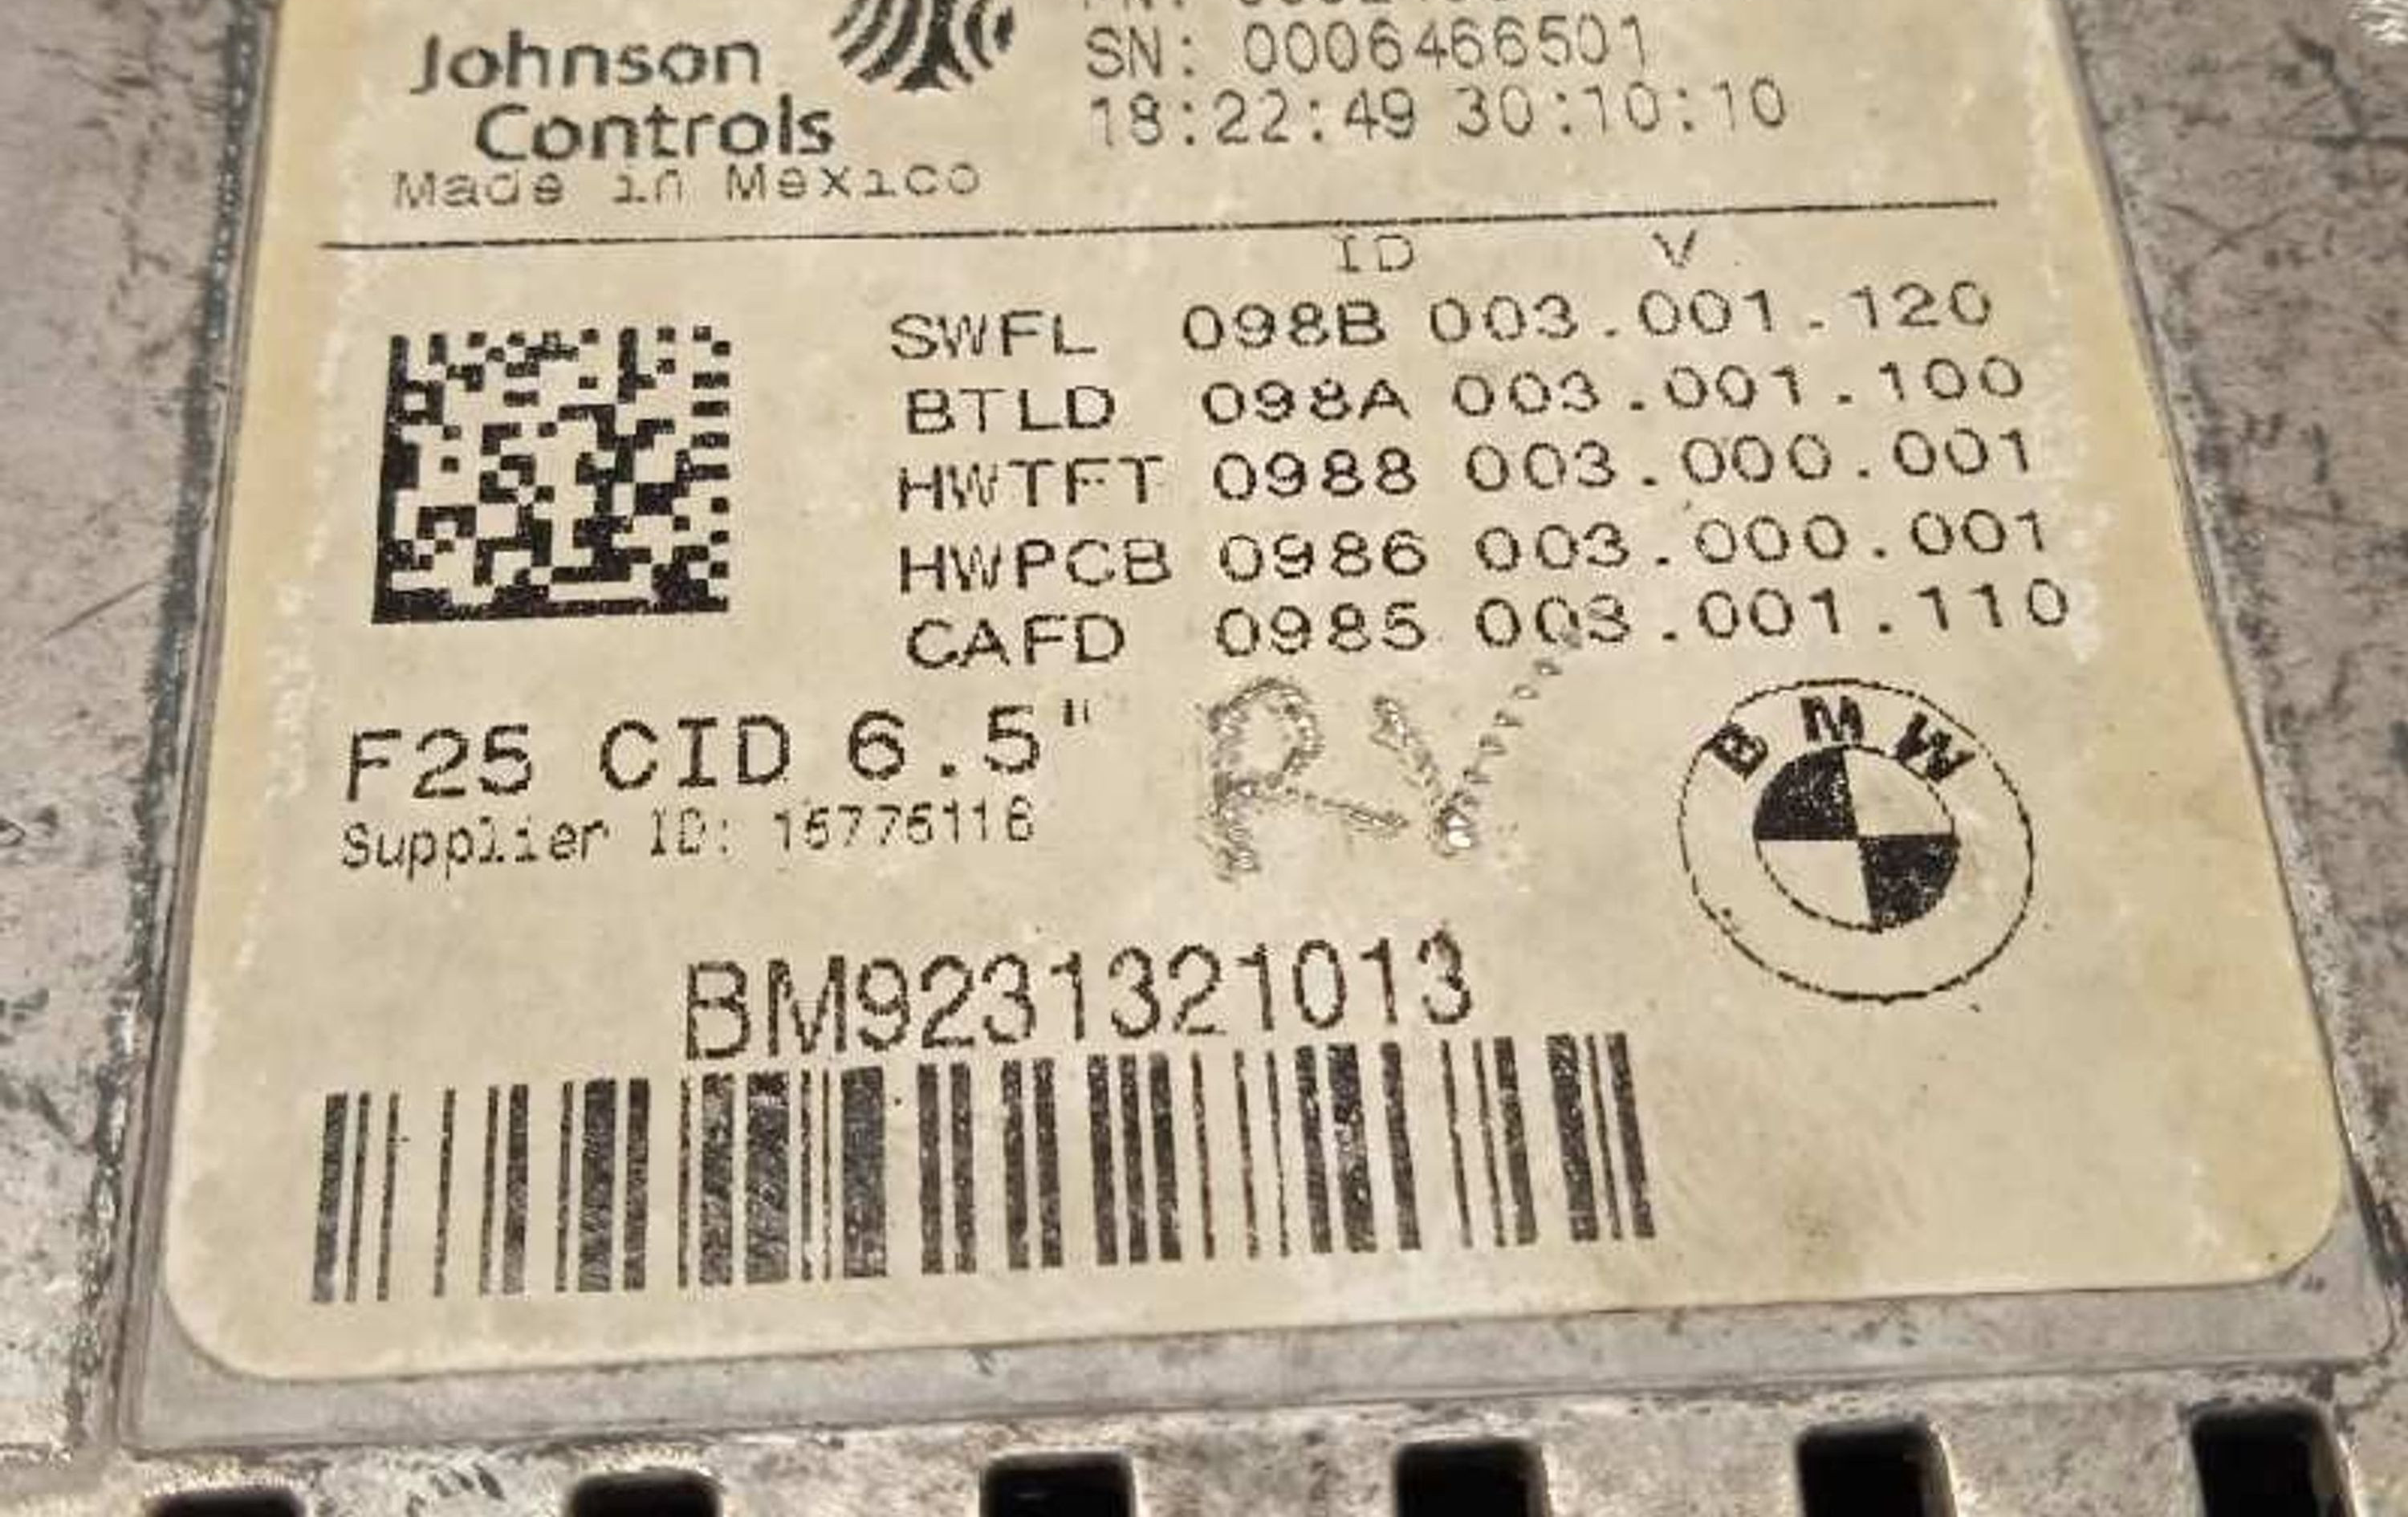 Johnson
Controls
Made in Mexico
SN: 0006466501
18:22:49 30:10:10
ID V
SWFL 098B 003.001.120
BTLD 098A 003.001.100
HWTFT 0988 003.000.001
HWPCB 0986 003.000.001
CAFD 0985 003.001.110
F25 CID 6.5"
Supplier ID: 15775116
RV
BMW
BM9231321013